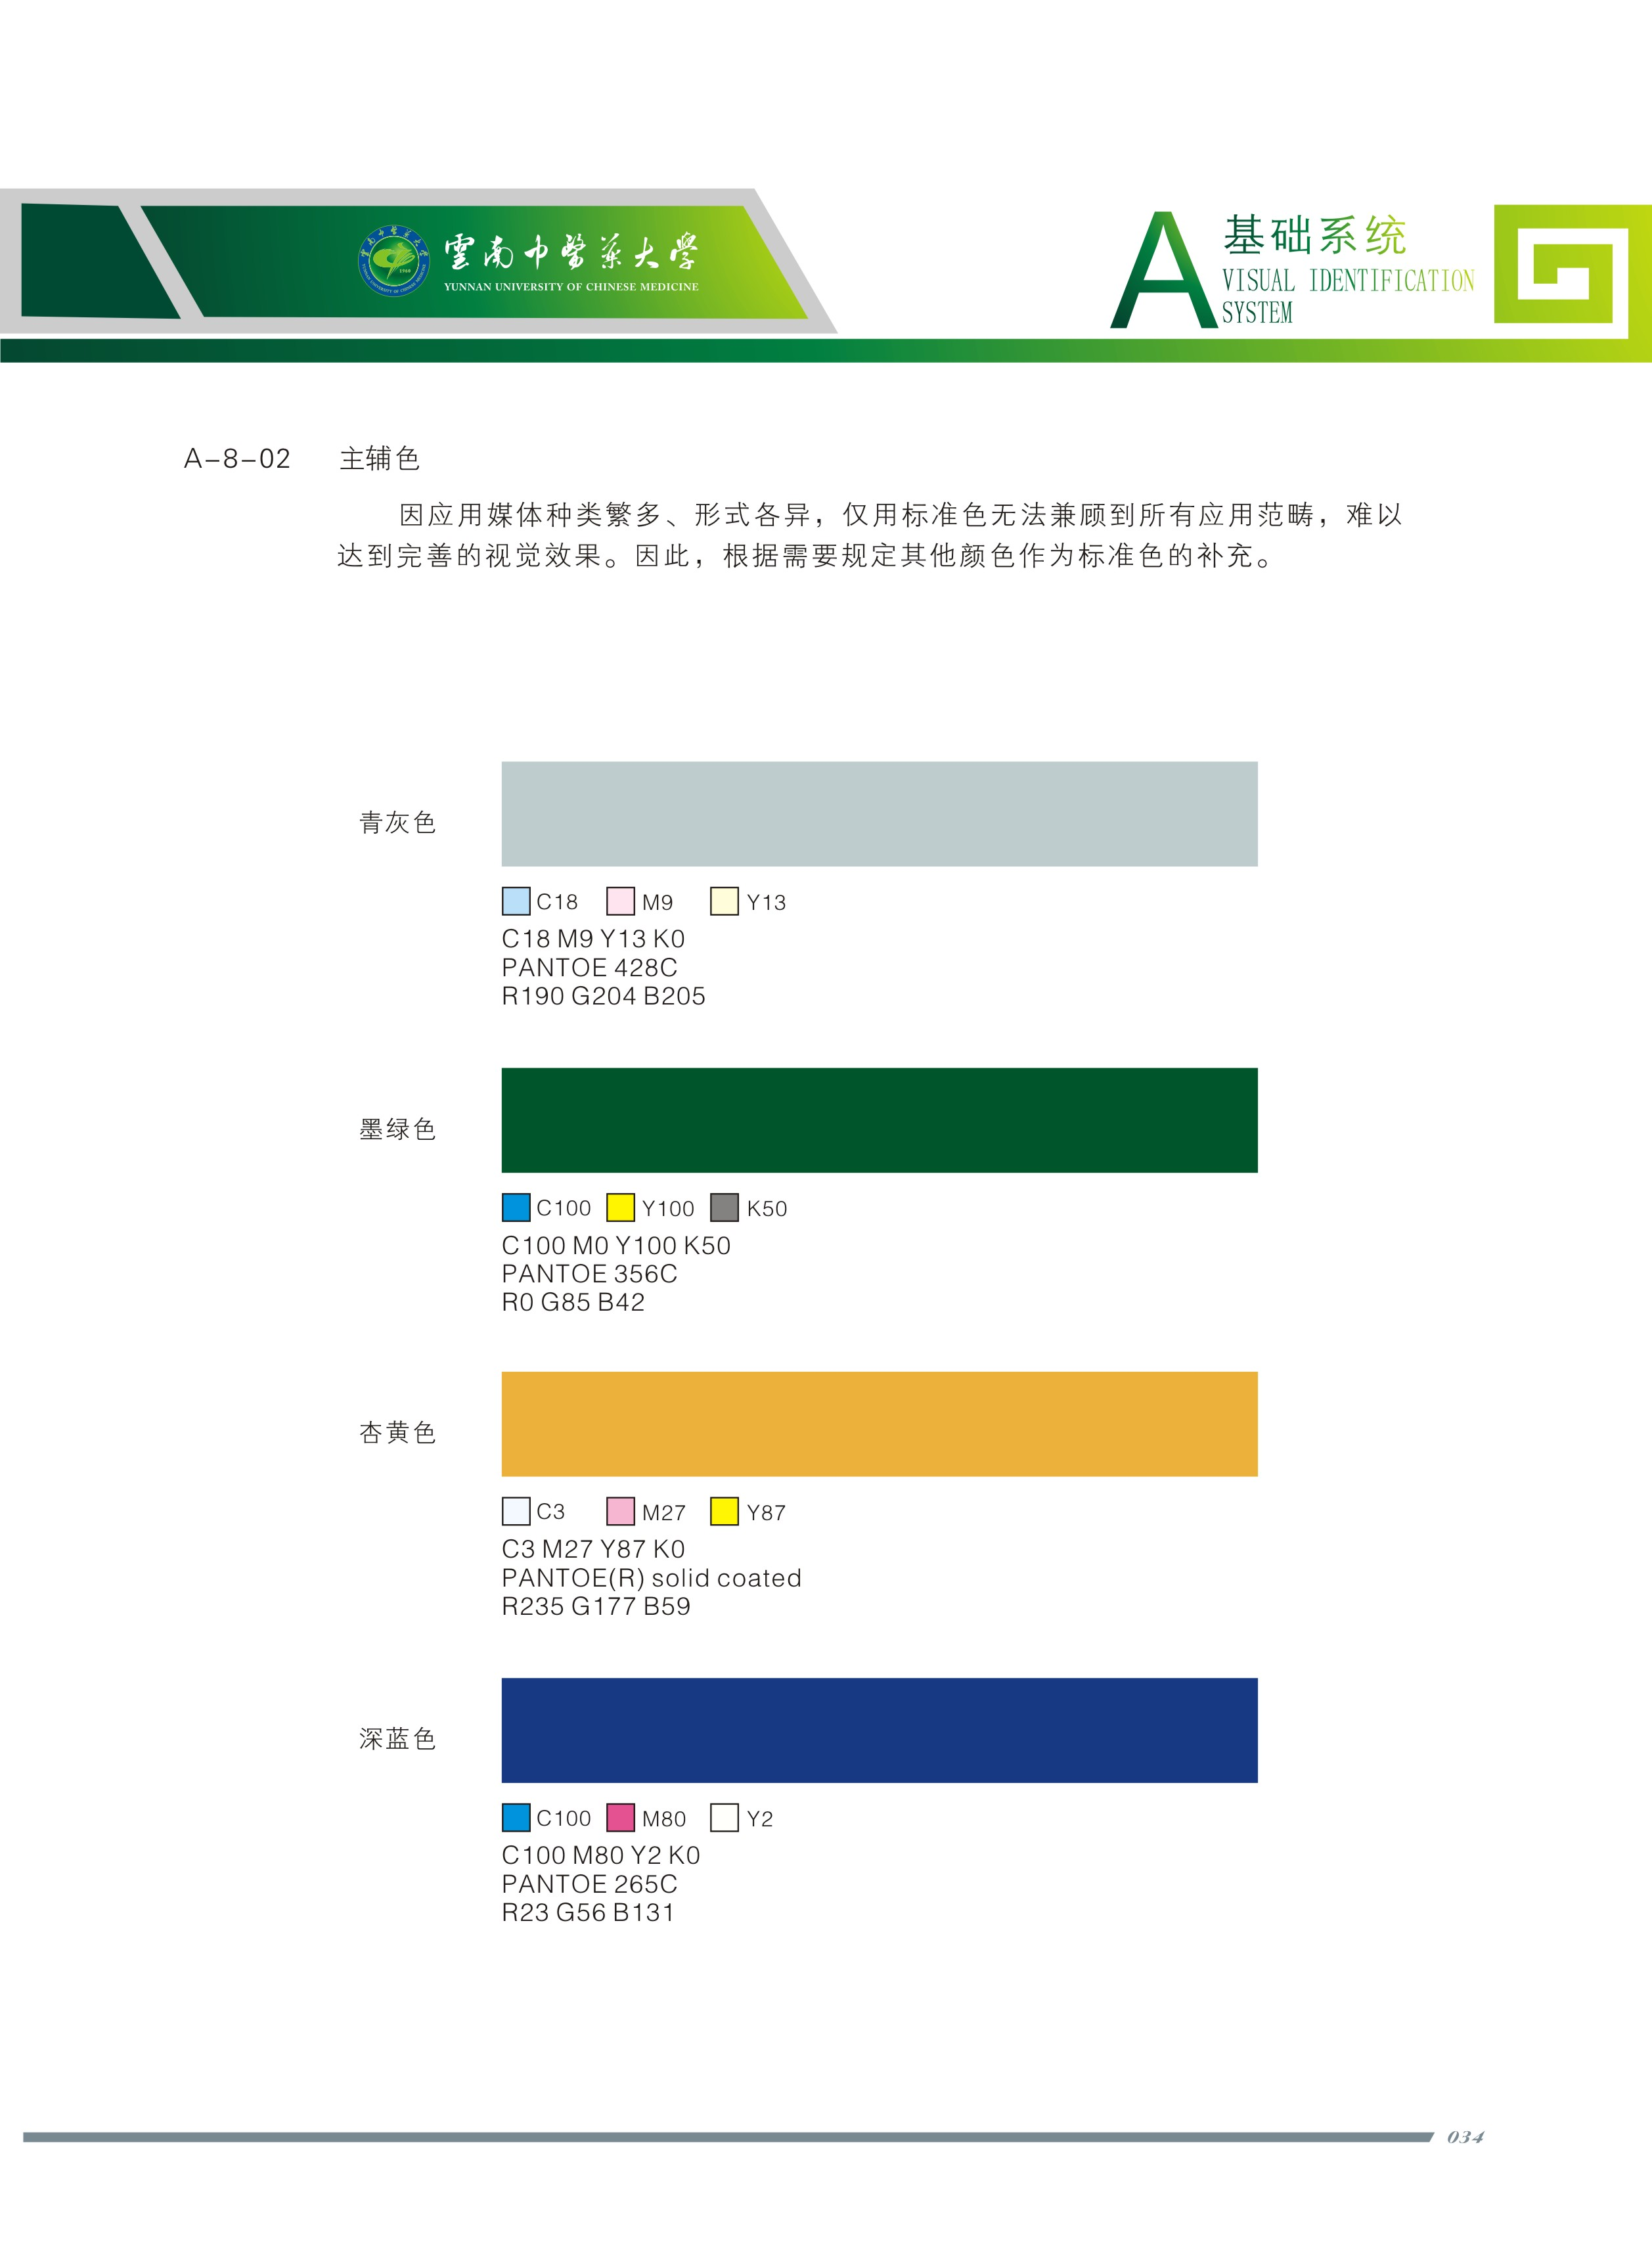 雲南中醫藥大學
YUNNAN UNIVERSITY OF CHINESE MEDICINE
A 基础系统
VISUAL IDENTIFICATION
SYSTEM
A-8-02 主辅色
因应用媒体种类繁多、形式各异，仅用标准色无法兼顾到所有应用范畴，难以
达到完善的视觉效果。因此，根据需要规定其他颜色作为标准色的补充。
青灰色
C18 M9 Y13
C18 M9 Y13 K0
PANTOE 428C
R190 G204 B205
墨绿色
C100 Y100 K50
C100 M0 Y100 K50
PANTOE 356C
R0 G85 B42
杏黄色
C3 M27 Y87
C3 M27 Y87 K0
PANTOE(R) solid coated
R235 G177 B59
深蓝色
C100 M80 Y2
C100 M80 Y2 K0
PANTOE 265C
R23 G56 B131
034